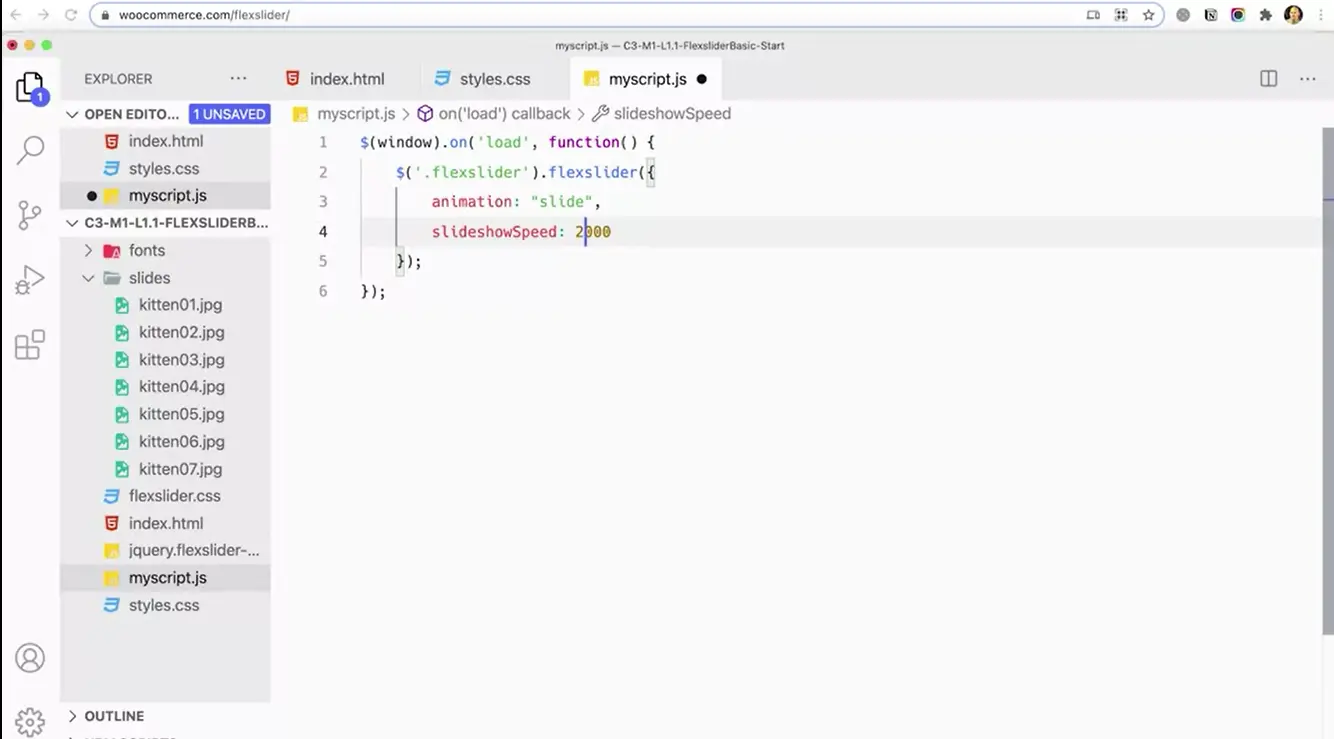 woocommerce.com/flexslider/
myscript.js — C3-M1-L1.1-FlexsliderBasic-Start
EXPLORER
index.html
styles.css
myscript.js
OPEN EDITO... 1 UNSAVED
myscript.js > on('load') callback > slideshowSpeed
index.html
styles.css
myscript.js
C3-M1-L1.1-FLEXSLIDERB...
fonts
slides
kitten01.jpg
kitten02.jpg
kitten03.jpg
kitten04.jpg
kitten05.jpg
kitten06.jpg
kitten07.jpg
flexslider.css
index.html
jquery.flexslider-...
myscript.js
styles.css
OUTLINE
1
1 $(window).on('load', function() {
2 $('.flexslider').flexslider({
3 animation: "slide",
4 slideshowSpeed: 2000
5 });
6 });